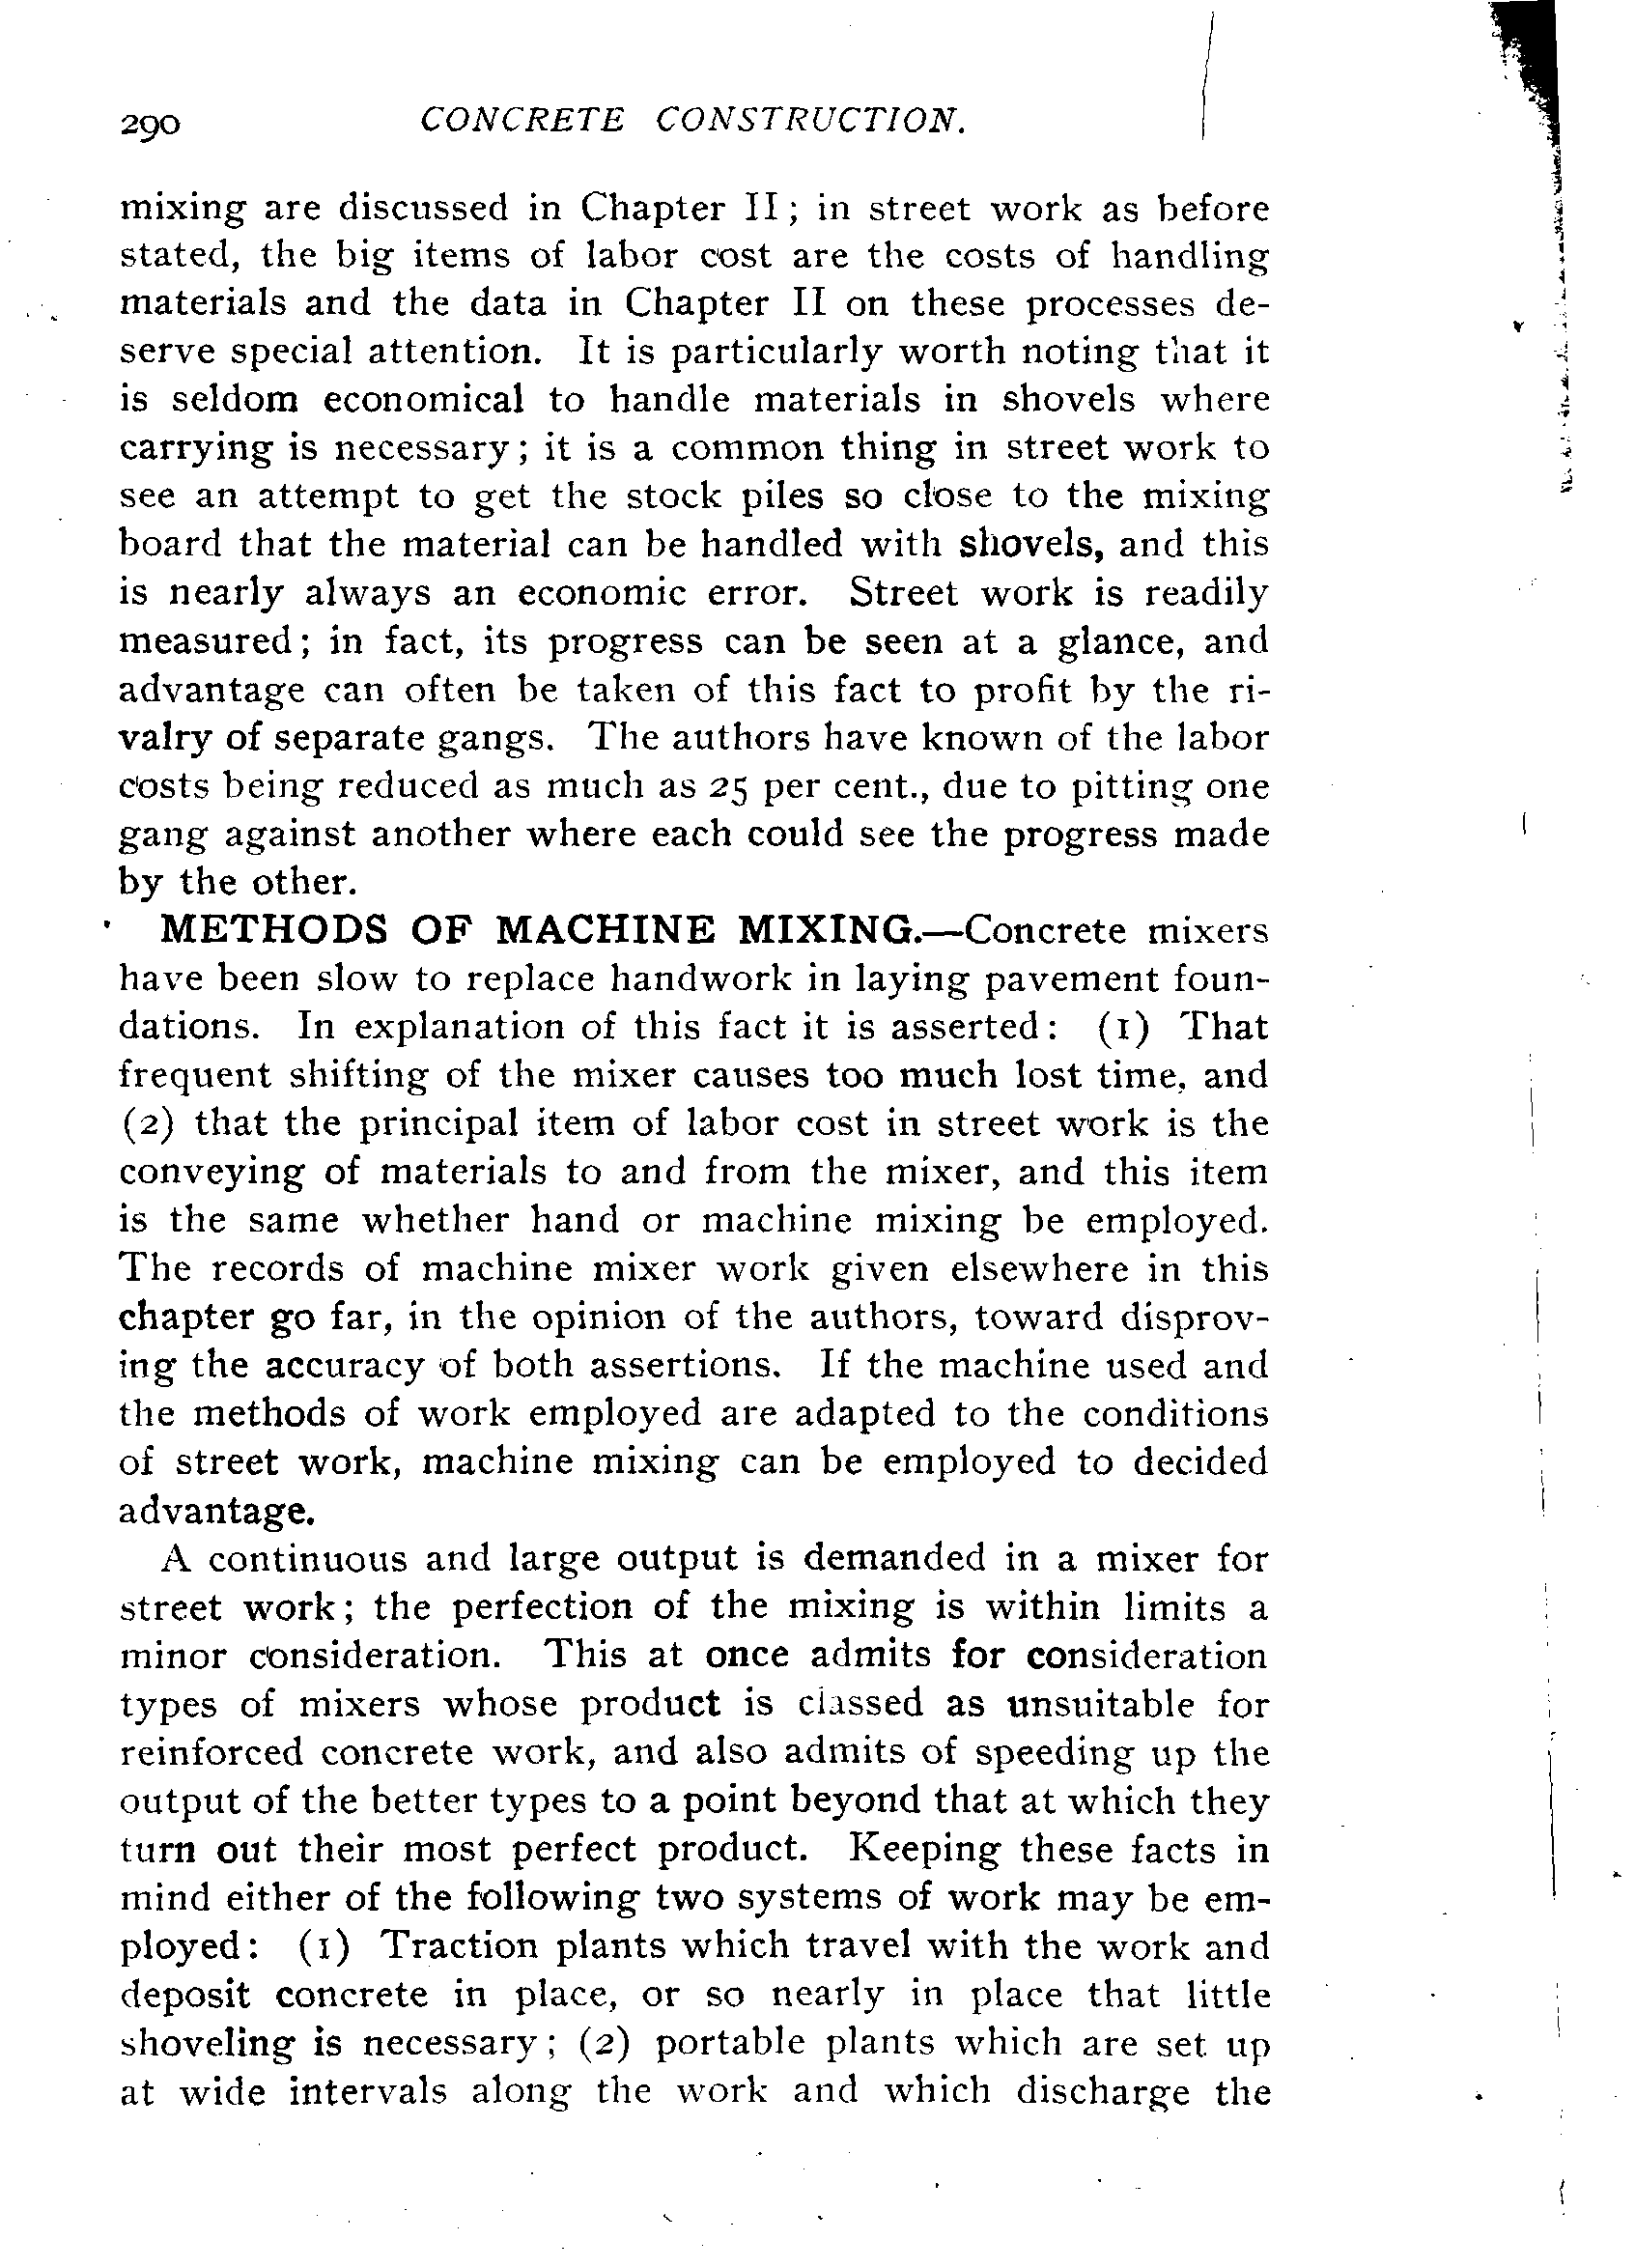 290 CONCRETE CONSTRUCTION.
mixing are discussed in Chapter II; in street work as before
stated, the big items of labor cost are the costs of handling
materials and the data in Chapter II on these processes de-
serve special attention. It is particularly worth noting that it
is seldom economical to handle materials in shovels where
carrying is necessary; it is a common thing in street work to
see an attempt to get the stock piles so close to the mixing
board that the material can be handled with shovels, and this
is nearly always an economic error. Street work is readily
measured; in fact, its progress can be seen at a glance, and
advantage can often be taken of this fact to profit by the ri-
valry of separate gangs. The authors have known of the labor
costs being reduced as much as 25 per cent., due to pitting one
gang against another where each could see the progress made
by the other.
METHODS OF MACHINE MIXING.—Concrete mixers
have been slow to replace handwork in laying pavement foun-
dations. In explanation of this fact it is asserted: (1) That
frequent shifting of the mixer causes too much lost time, and
(2) that the principal item of labor cost in street work is the
conveying of materials to and from the mixer, and this item
is the same whether hand or machine mixing be employed.
The records of machine mixer work given elsewhere in this
chapter go far, in the opinion of the authors, toward disprov-
ing the accuracy of both assertions. If the machine used and
the methods of work employed are adapted to the conditions
of street work, machine mixing can be employed to decided
advantage.
A continuous and large output is demanded in a mixer for
street work; the perfection of the mixing is within limits a
minor consideration. This at once admits for consideration
types of mixers whose product is classed as unsuitable for
reinforced concrete work, and also admits of speeding up the
output of the better types to a point beyond that at which they
turn out their most perfect product. Keeping these facts in
mind either of the following two systems of work may be em-
ployed: (1) Traction plants which travel with the work and
deposit concrete in place, or so nearly in place that little
shoveling is necessary; (2) portable plants which are set up
at wide intervals along the work and which discharge the